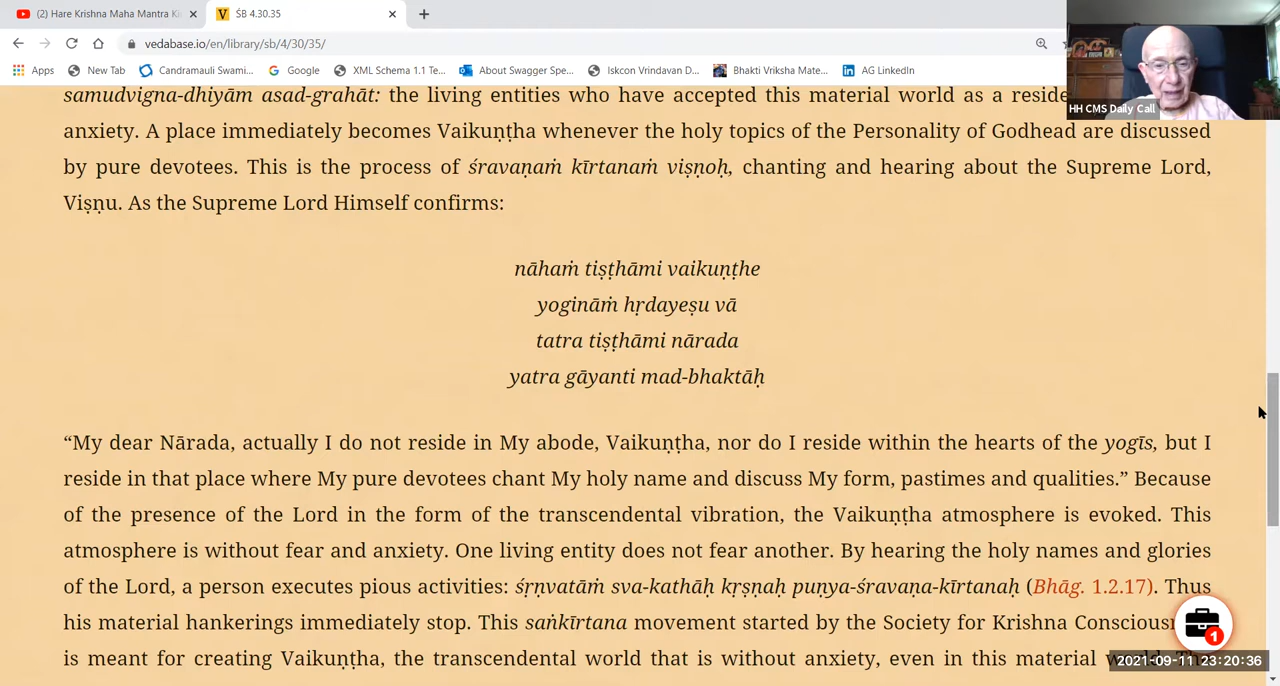 (2) Hare Krishna Maha Mantra Ki
ŚB 4.30.35
vedabase.io/en/library/sb/4/30/35/
Apps
New Tab
Candramauli Swami...
Google
XML Schema 1.1 Te...
About Swagger Spe...
Iskcon Vrindavan D...
Bhakti Vriksha Mate...
AG LinkedIn
HH CMS Daily Call
samudvigna-dhiyām asad-grahāt: the living entities who have accepted this material world as a reside
anxiety. A place immediately becomes Vaikuṇṭha whenever the holy topics of the Personality of Godhead are discussed
by pure devotees. This is the process of śravaṇaṁ kīrtanaṁ viṣṇoḥ, chanting and hearing about the Supreme Lord,
Viṣṇu. As the Supreme Lord Himself confirms:
nāhaṁ tiṣṭhāmi vaikuṇṭhe
yogināṁ hṛdayeṣu vā
tatra tiṣṭhāmi nārada
yatra gāyanti mad-bhaktāḥ
“My dear Nārada, actually I do not reside in My abode, Vaikuṇṭha, nor do I reside within the hearts of the yogīs, but I
reside in that place where My pure devotees chant My holy name and discuss My form, pastimes and qualities.” Because
of the presence of the Lord in the form of the transcendental vibration, the Vaikuṇṭha atmosphere is evoked. This
atmosphere is without fear and anxiety. One living entity does not fear another. By hearing the holy names and glories
of the Lord, a person executes pious activities: śṛṇvatāṁ sva-kathāḥ kṛṣṇaḥ puṇya-śravaṇa-kīrtanaḥ (Bhāg. 1.2.17). Thus
his material hankerings immediately stop. This saṅkīrtana movement started by the Society for Krishna Consciousn
is meant for creating Vaikuṇṭha, the transcendental world that is without anxiety, even in this material
1
2021-09-11 23:20:36